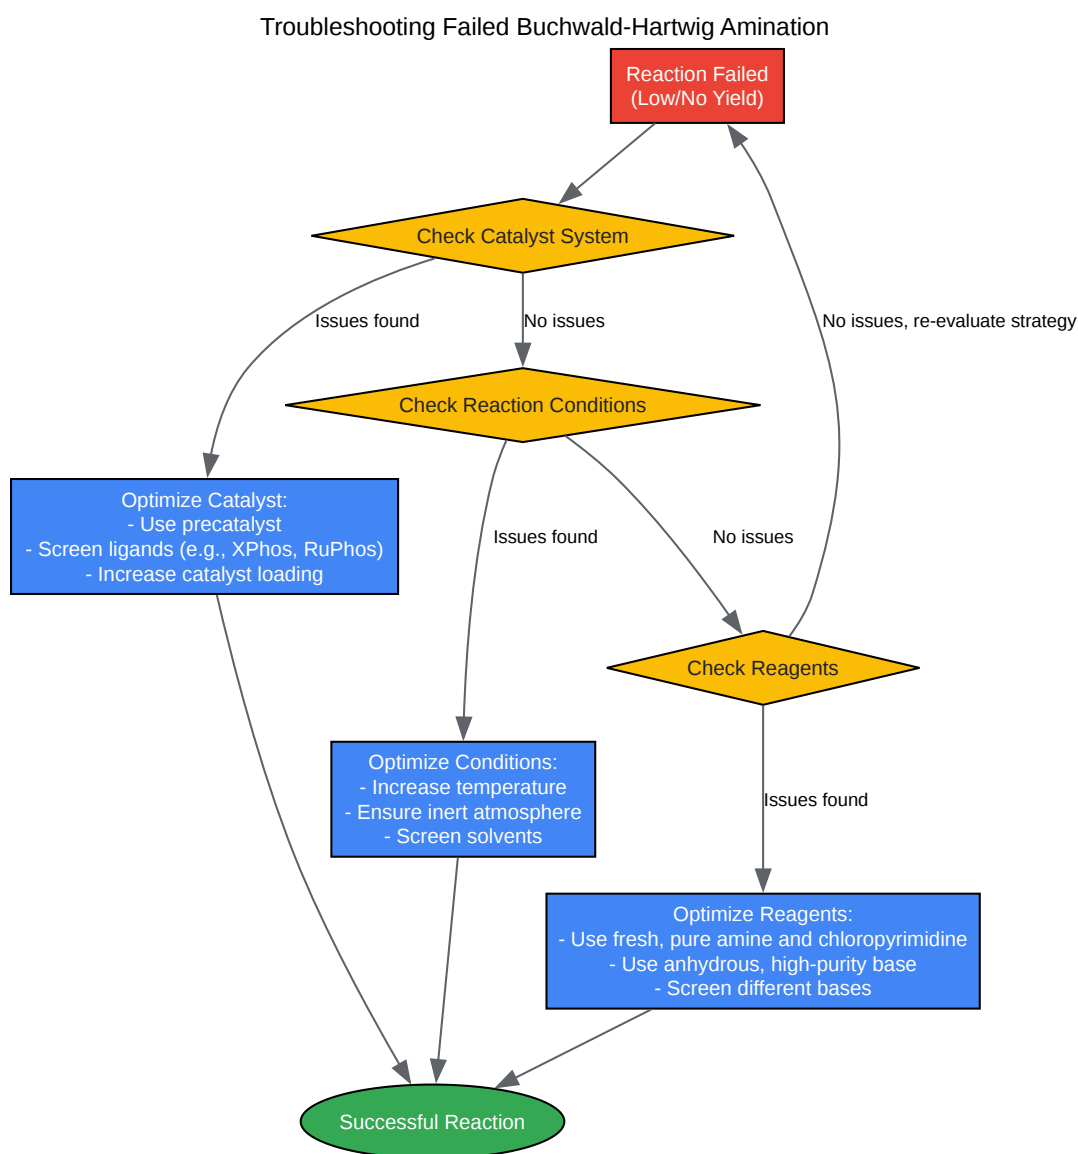 Troubleshooting Failed Buchwald-Hartwig Amination
Reaction Failed
(Low/No Yield)
Check Catalyst System
Issues found
No issues
No issues, re-evaluate strategy
Check Reaction Conditions
Optimize Catalyst:
- Use precatalyst
- Screen ligands (e.g., XPhos, RuPhos)
- Increase catalyst loading
Issues found
No issues
Check Reagents
Optimize Conditions:
- Increase temperature
- Ensure inert atmosphere
- Screen solvents
Issues found
Optimize Reagents:
- Use fresh, pure amine and chloropyrimidine
- Use anhydrous, high-purity base
- Screen different bases
Successful Reaction